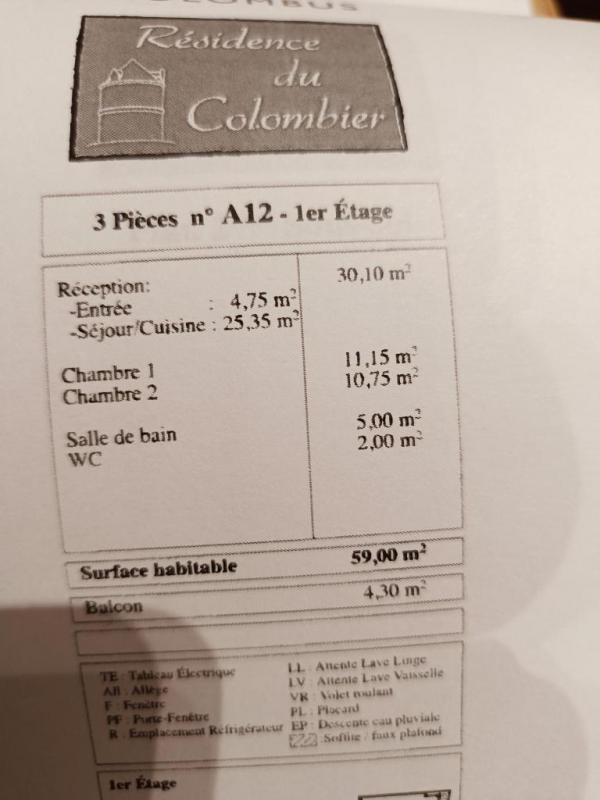 Résidence
du
Colombier
3 Pièces n° A12 - 1er Étage
Réception: 30,10 m²
-Entrée : 4,75 m²
-Séjour/Cuisine : 25,35 m²
Chambre 1 11,15 m²
Chambre 2 10,75 m²
Salle de bain 5,00 m²
WC 2,00 m²
Surface habitable 59,00 m²
Balcon 4,30 m²
TE : Tableau Électrique
All : Allège
F : Fenêtre
PF : Porte-Fenêtre
R : Emplacement Réfrigérateur
LL : Attente Lave Linge
LV : Attente Lave Vaisselle
VR : Volet roulant
PL : Placard
EP : Descente eau pluviale
: Soffite / faux plafond
1er Étage